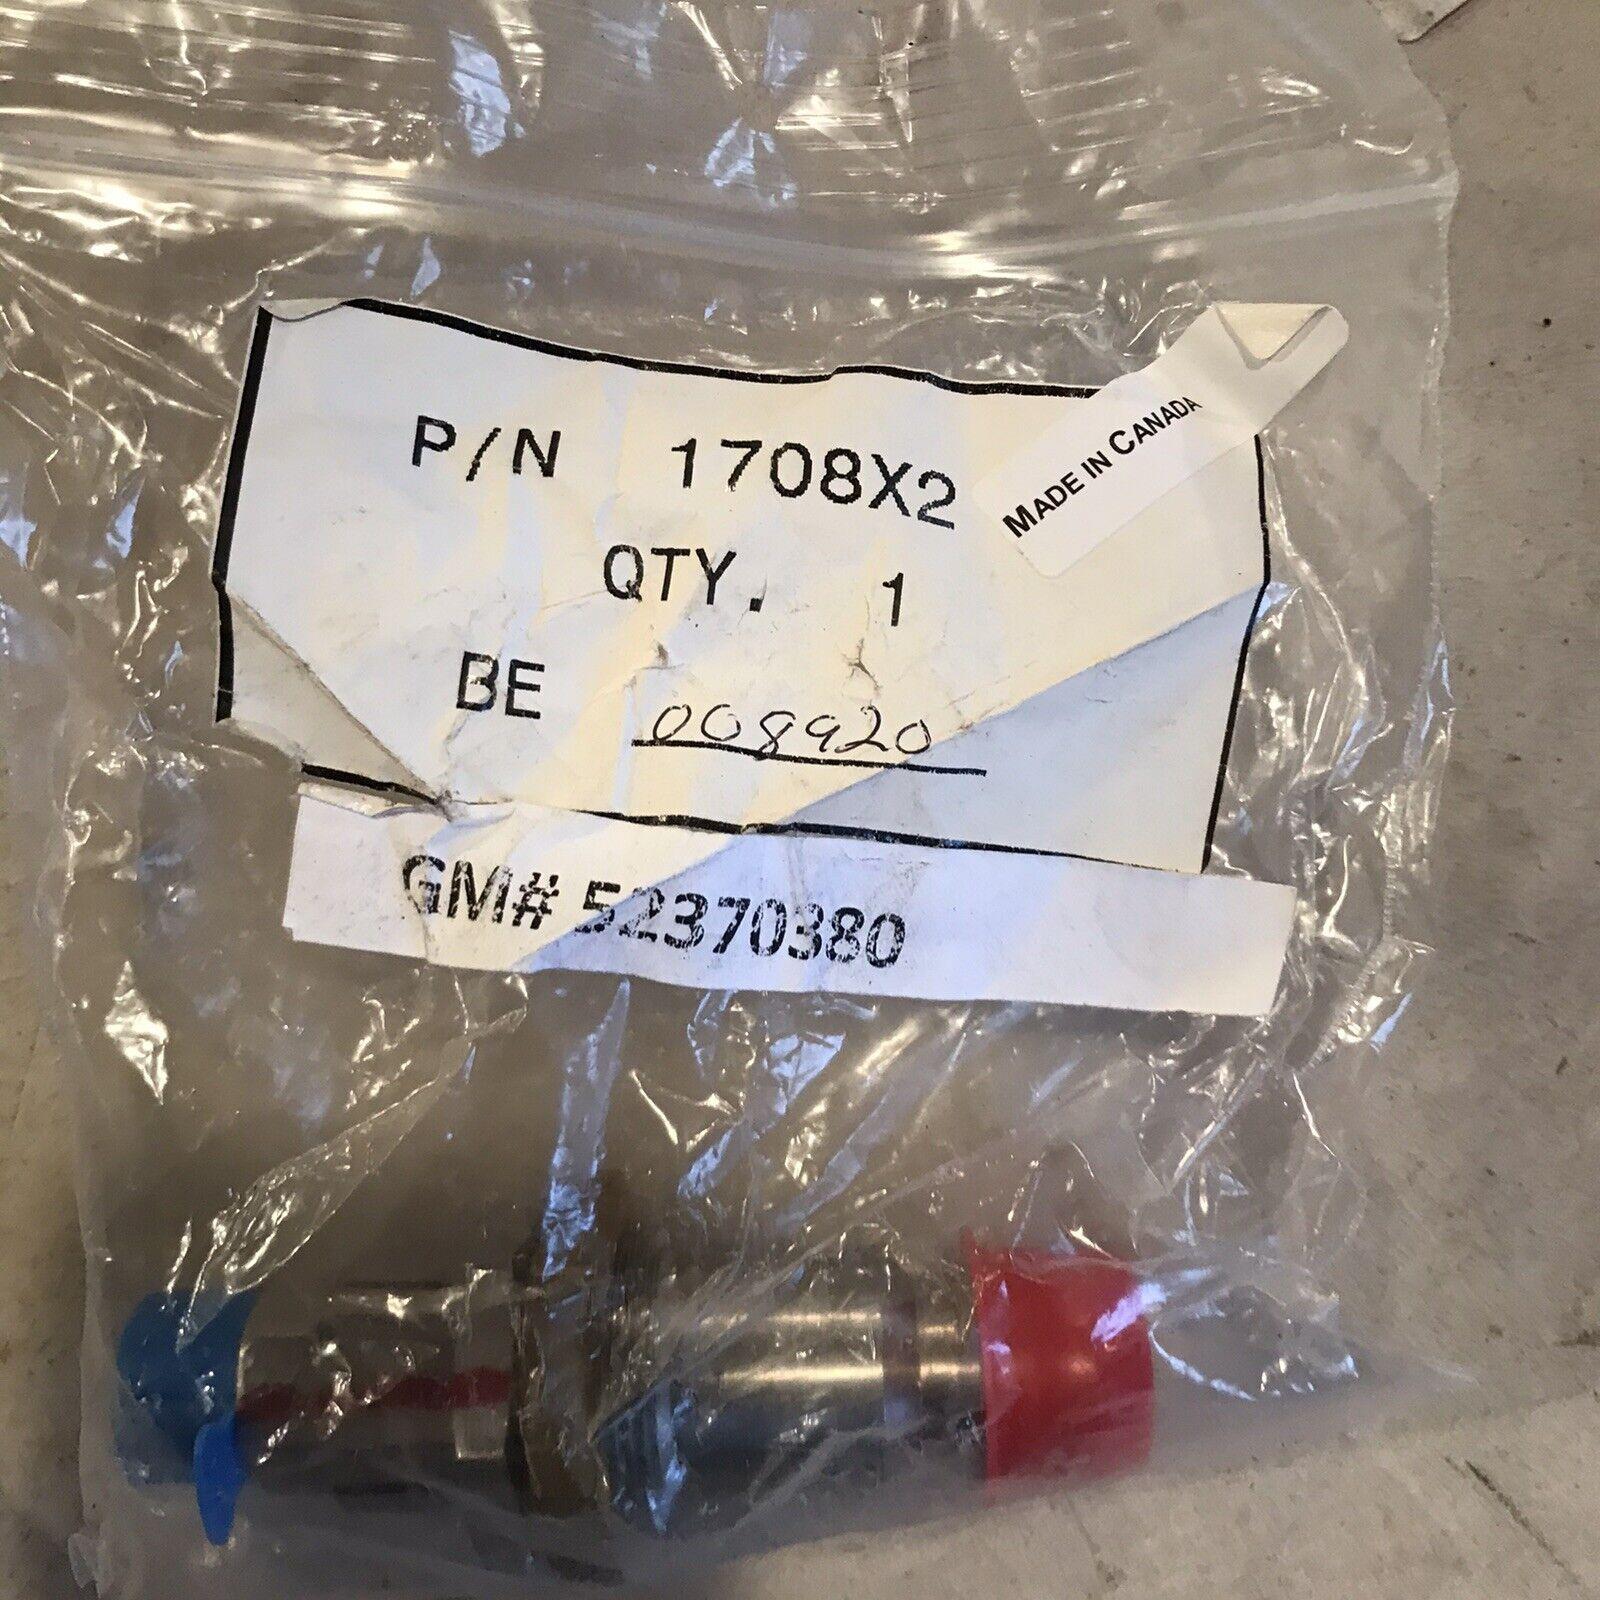 P/N 1708X2
MADE IN CANADA
QTY. 1
BE 008920
GM# 52370380